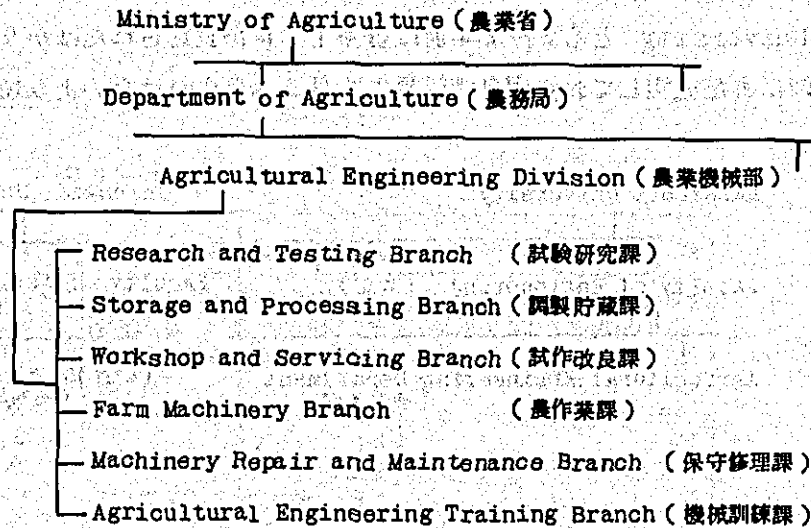 Ministry of Agriculture(農業省)
Department of Agriculture(農務局)
Agricultural Engineering Division(農業機械部)
Research and Testing Branch (試験研究課)
Storage and Processing Branch(調製貯蔵課)
Workshop and Servicing Branch(試作改良課)
Farm Machinery Branch (農作業課)
Machinery Repair and Maintenance Branch (保守修理課)
Agricultural Engineering Training Branch(機械訓練課)